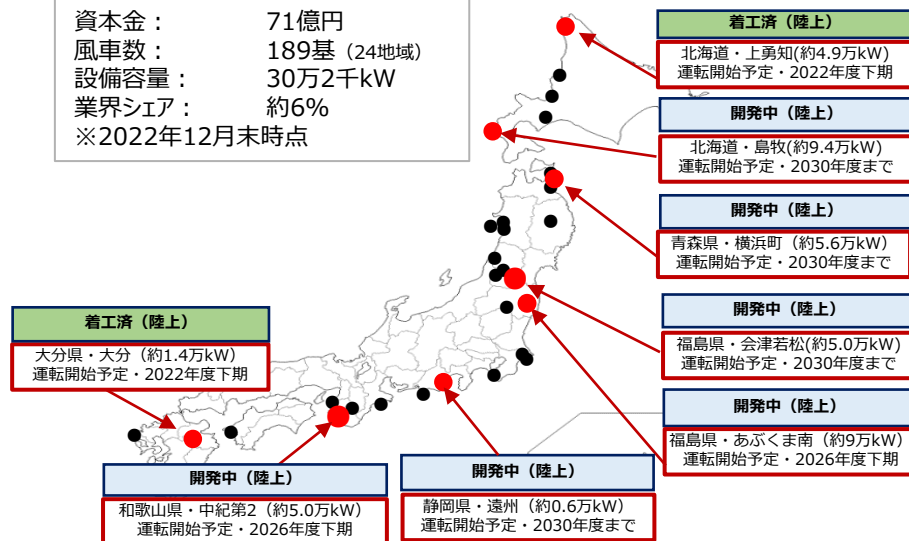 資本金： 71億円
風車数： 189基（24地域）
設備容量： 30万2千kW
業界シェア： 約6%
※2022年12月末時点
着工済（陸上）
北海道・上勇知(約4.9万kW)
運転開始予定・2022年度下期
開発中（陸上）
北海道・島牧(約9.4万kW)
運転開始予定・2030年度まで
開発中（陸上）
青森県・横浜町（約5.6万kW）
運転開始予定・2030年度まで
開発中（陸上）
福島県・会津若松(約5.0万kW)
運転開始予定・2030年度まで
開発中（陸上）
福島県・あぶくま南（約9万kW）
運転開始予定・2026年度下期
着工済（陸上）
大分県・大分（約1.4万kW）
運転開始予定・2022年度下期
開発中（陸上）
和歌山県・中紀第2（約5.0万kW）
運転開始予定・2026年度下期
開発中（陸上）
静岡県・遠州（約0.6万kW）
運転開始予定・2030年度まで